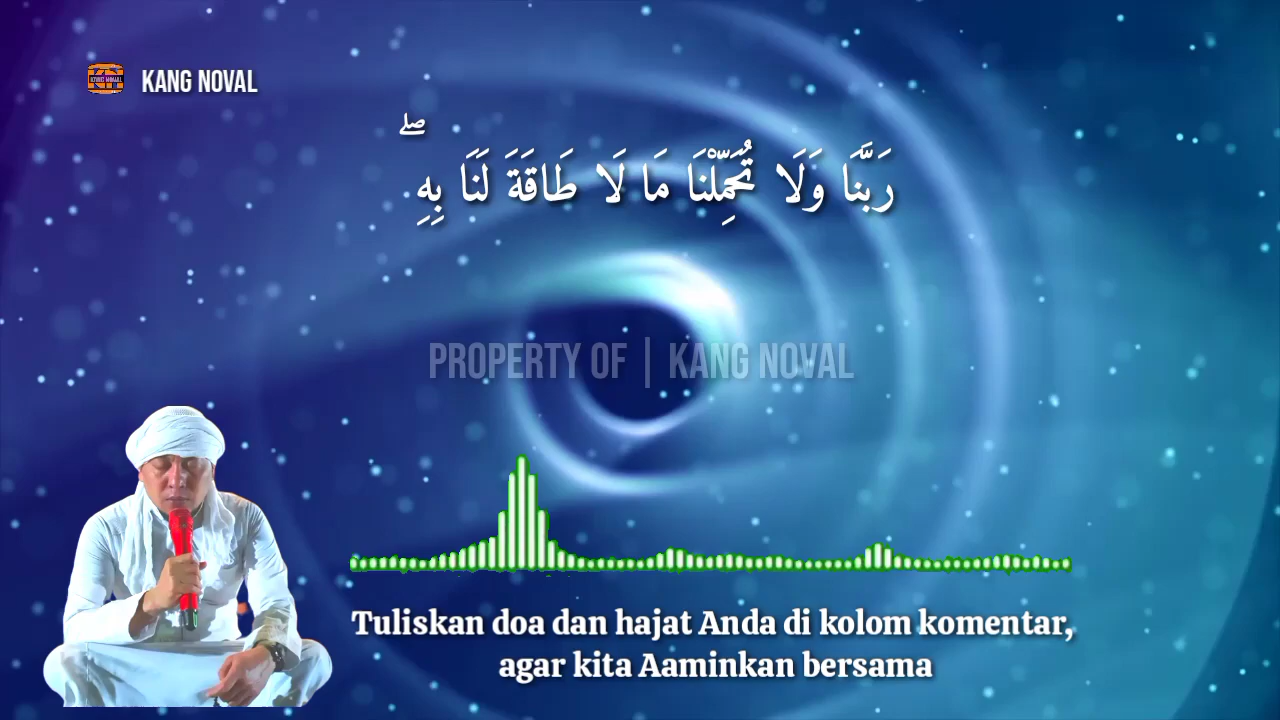 KANG NOVAL
رَبَّنَا وَلَا تُحَمِّلْنَا مَا لَا طَاقَةَ لَنَا بِهِ ۖ
PROPERTY OF | KANG NOVAL
Tuliskan doa dan hajat Anda di kolom komentar,
agar kita Aaminkan bersama